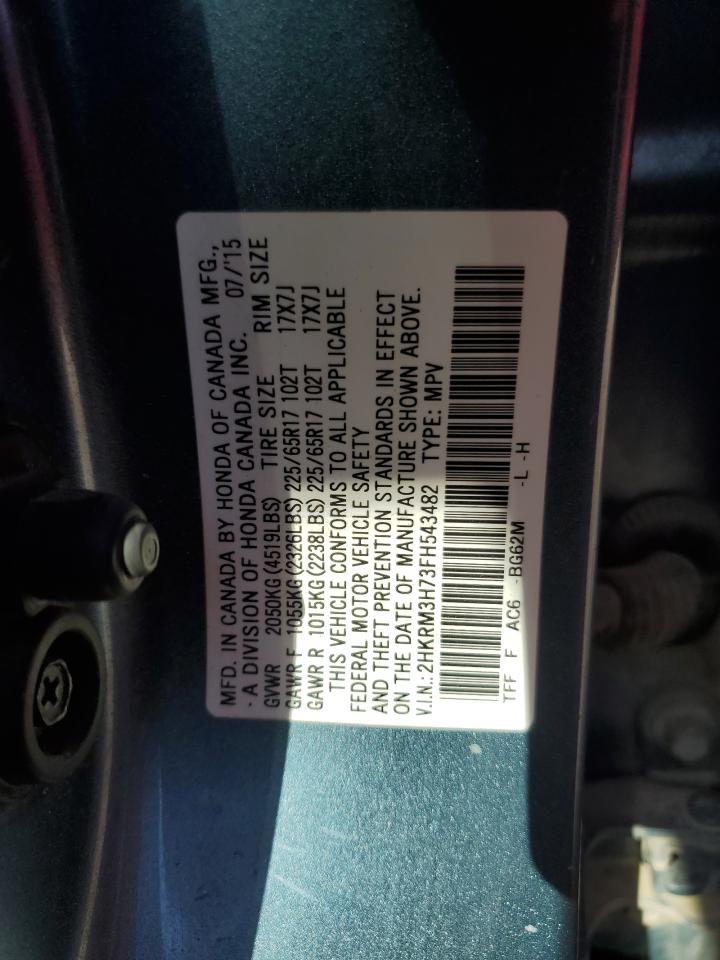 MFD. IN CANADA BY HONDA OF CANADA MFG.,
- A DIVISION OF HONDA CANADA INC. 07/'15
GVWR 2050KG(4519LBS) TIRE SIZE RIM SIZE
GAWR F 1055KG(2326LBS) 225/65R17 102T 17X7J
GAWR R 1015KG(2238LBS) 225/65R17 102T 17X7J
THIS VEHICLE CONFORMS TO ALL APPLICABLE
FEDERAL MOTOR VEHICLE SAFETY
AND THEFT PREVENTION STANDARDS IN EFFECT
ON THE DATE OF MANUFACTURE SHOWN ABOVE.
V.I.N.: 2HKRM3H73FH543482 TYPE: MPV
TFF F AC6 -BG62M -L -H